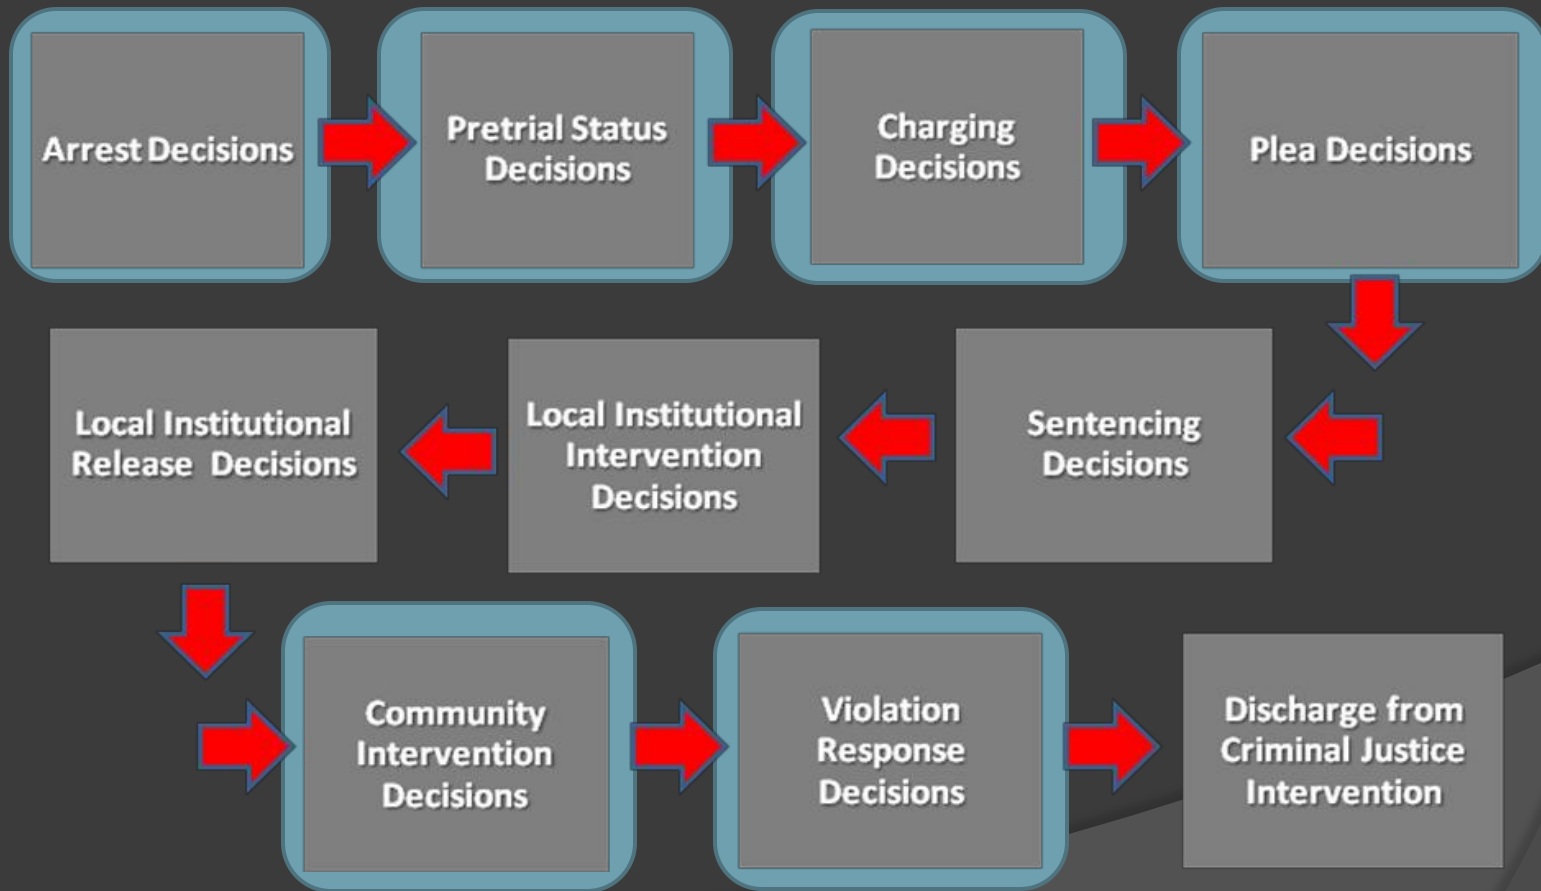 Arrest Decisions
Pretrial Status
Decisions
Charging
Decisions
Plea Decisions
Local Institutional
Release Decisions
Local Institutional
Intervention
Decisions
Sentencing
Decisions
Community
Intervention
Decisions
Violation
Response
Decisions
Discharge from
Criminal Justice
Intervention